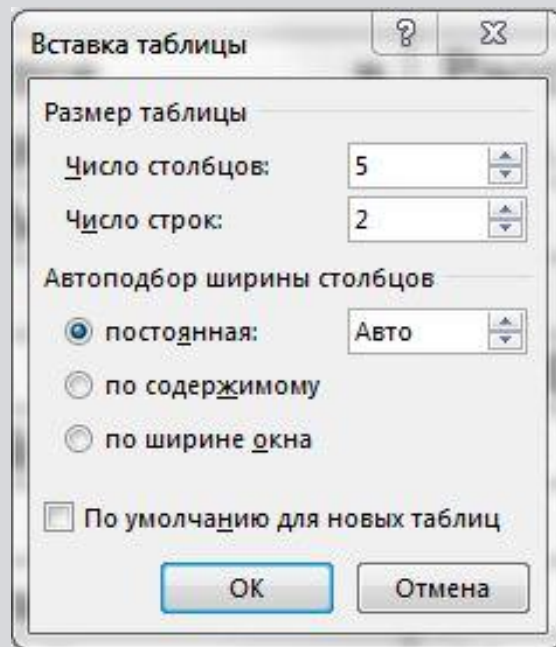 Вставка таблицы
Размер таблицы
Число столбцов: 5
Число строк: 2
Автоподбор ширины столбцов
постоянная: Авто
по содержимому
по ширине окна
По умолчанию для новых таблиц
ОК Отмена